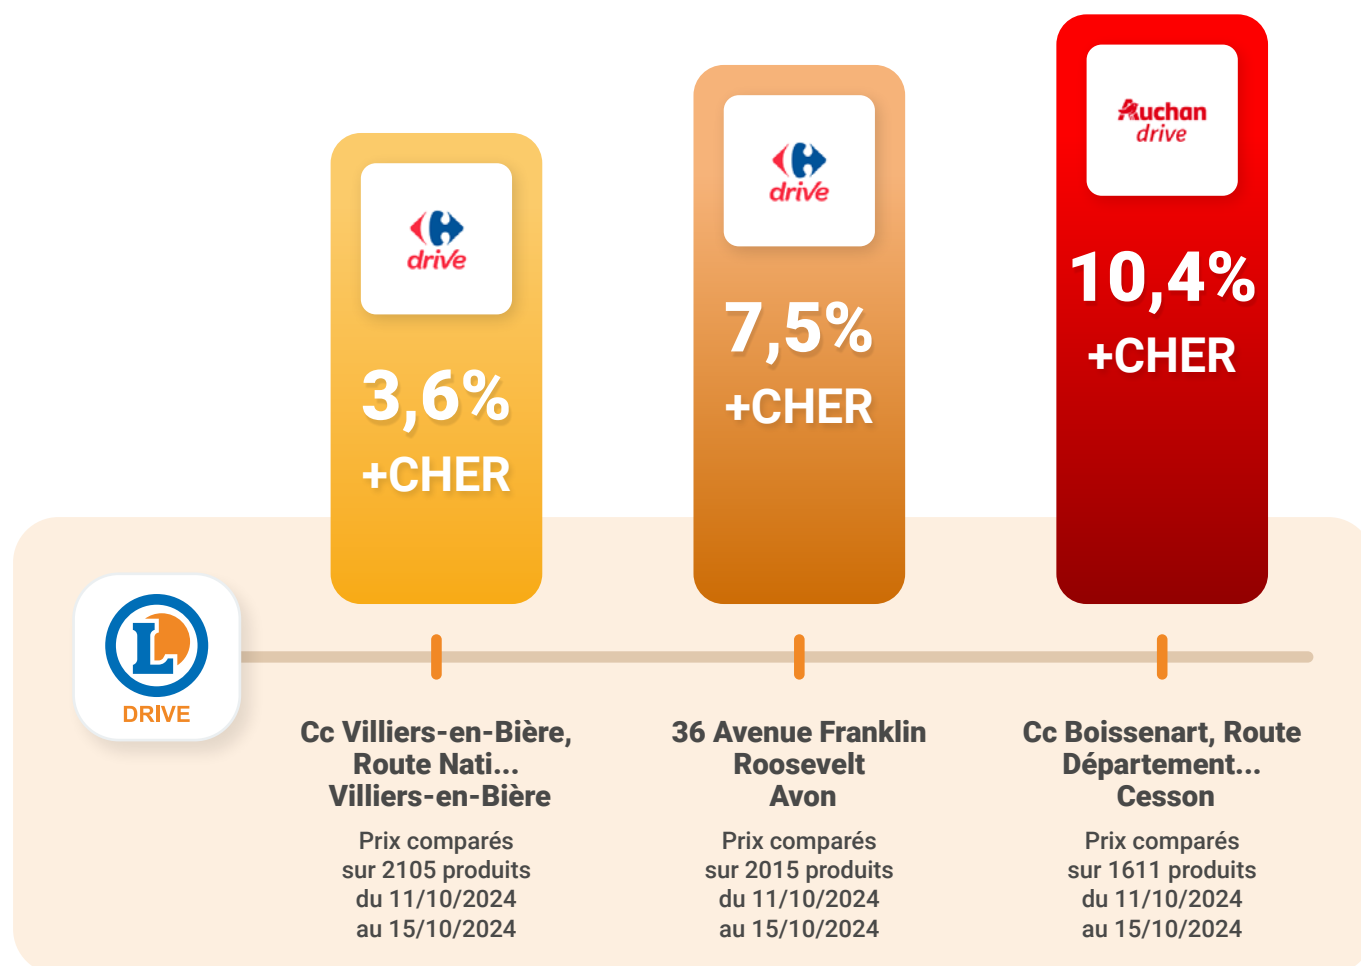 drive
3,6%
+CHER
drive
7,5%
+CHER
Auchan
drive
10,4%
+CHER
L
DRIVE
Cc Villiers-en-Bière,
Route Nati...
Villiers-en-Bière
Prix comparés
sur 2105 produits
du 11/10/2024
au 15/10/2024
36 Avenue Franklin
Roosevelt
Avon
Prix comparés
sur 2015 produits
du 11/10/2024
au 15/10/2024
Cc Boissenart, Route
Département...
Cesson
Prix comparés
sur 1611 produits
du 11/10/2024
au 15/10/2024